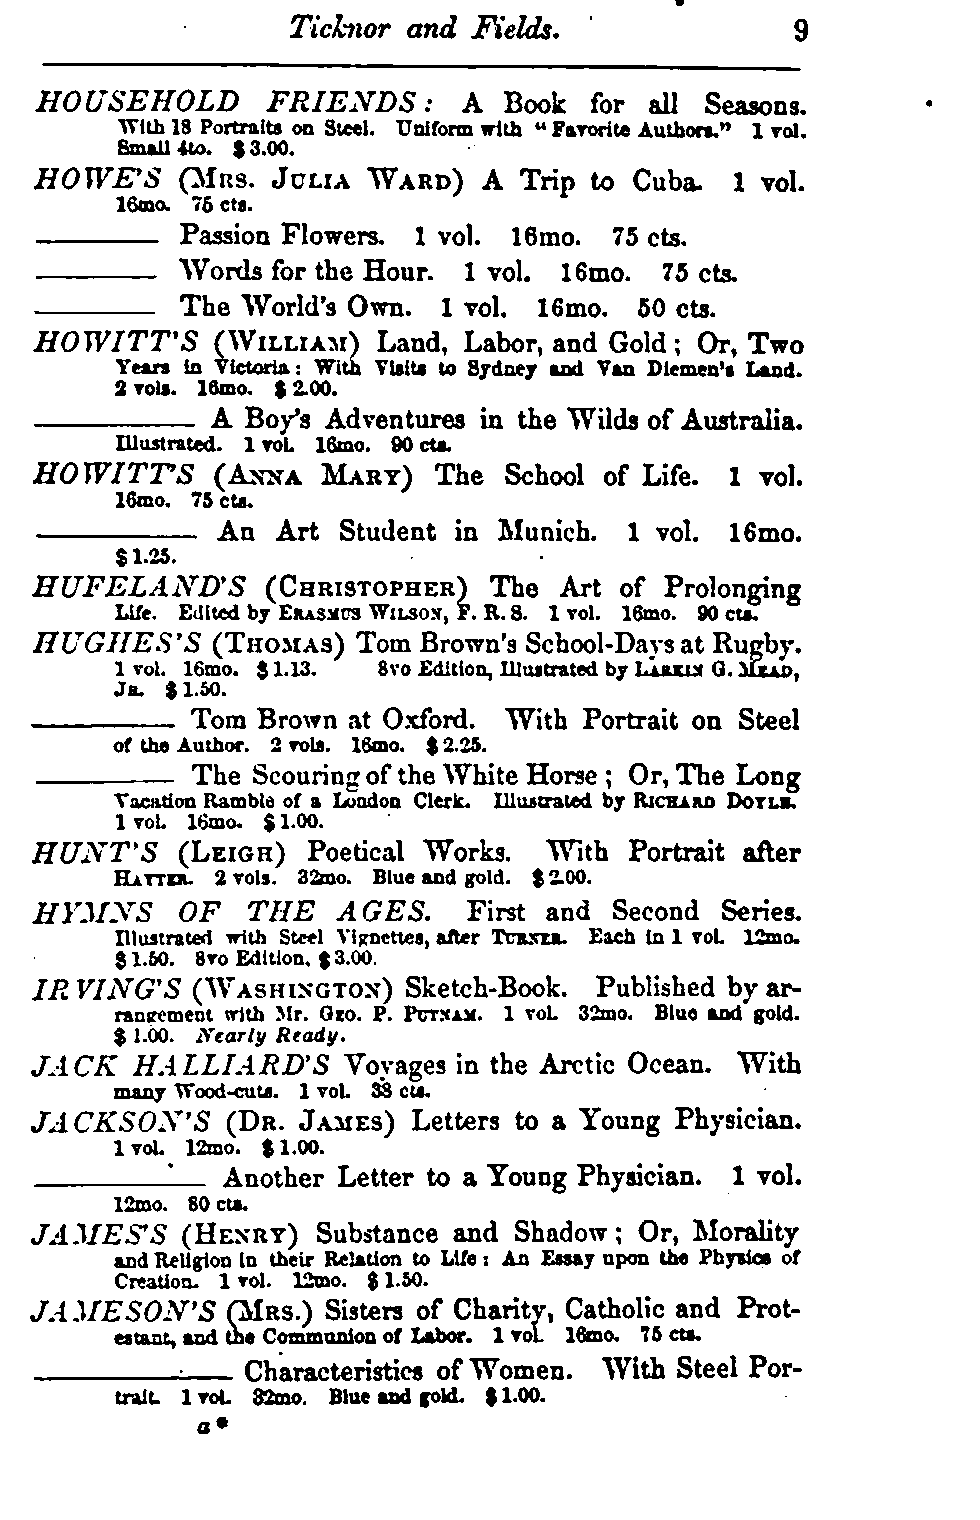 Ticknor and Fields. 9
HOUSEHOLD FRIENDS: A Book for all Seasons.
With 18 Portraits on Steel. Uniform with "Favorite Authors." 1 vol.
Small 4to. $3.00.
HOWE'S (Mrs. Julia Ward) A Trip to Cuba. 1 vol.
16mo. 75 cts.
——— Passion Flowers. 1 vol. 16mo. 75 cts.
——— Words for the Hour. 1 vol. 16mo. 75 cts.
——— The World's Own. 1 vol. 16mo. 50 cts.
HOWITT'S (William) Land, Labor, and Gold; Or, Two
Years in Victoria: With Visits to Sydney and Van Diemen's Land.
2 vols. 16mo. $2.00.
——— A Boy's Adventures in the Wilds of Australia.
Illustrated. 1 vol. 16mo. 90 cts.
HOWITT'S (Anna Mary) The School of Life. 1 vol.
16mo. 75 cts.
——— An Art Student in Munich. 1 vol. 16mo.
$1.25.
HUFELAND'S (Christopher) The Art of Prolonging
Life. Edited by Erasmus Wilson, F. R. S. 1 vol. 16mo. 90 cts.
HUGHES'S (Thomas) Tom Brown's School-Days at Rugby.
1 vol. 16mo. $1.13. 8vo Edition, Illustrated by Larkin G. Mead,
Jr. $1.50.
——— Tom Brown at Oxford. With Portrait on Steel
of the Author. 2 vols. 16mo. $2.25.
——— The Scouring of the White Horse; Or, The Long
Vacation Ramble of a London Clerk. Illustrated by Richard Doyle.
1 vol. 16mo. $1.00.
HUNT'S (Leigh) Poetical Works. With Portrait after
Hayter. 2 vols. 32mo. Blue and gold. $2.00.
HYMNS OF THE AGES. First and Second Series.
Illustrated with Steel Vignettes, after Turner. Each in 1 vol. 12mo.
$1.50. 8vo Edition, $3.00.
IRVING'S (Washington) Sketch-Book. Published by ar-
rangement with Mr. Geo. P. Putnam. 1 vol. 32mo. Blue and gold.
$1.00. Nearly Ready.
JACK HALLIARD'S Voyages in the Arctic Ocean. With
many Wood-cuts. 1 vol. 38 cts.
JACKSON'S (Dr. James) Letters to a Young Physician.
1 vol. 12mo. $1.00.
——— Another Letter to a Young Physician. 1 vol.
12mo. 80 cts.
JAMES'S (Henry) Substance and Shadow; Or, Morality
and Religion in their Relation to Life: An Essay upon the Physics of
Creation. 1 vol. 12mo. $1.50.
JAMESON'S (Mrs.) Sisters of Charity, Catholic and Prot-
estant, and the Communion of Labor. 1 vol. 16mo. 75 cts.
——— Characteristics of Women. With Steel Por-
trait. 1 vol. 32mo. Blue and gold. $1.00.
a*